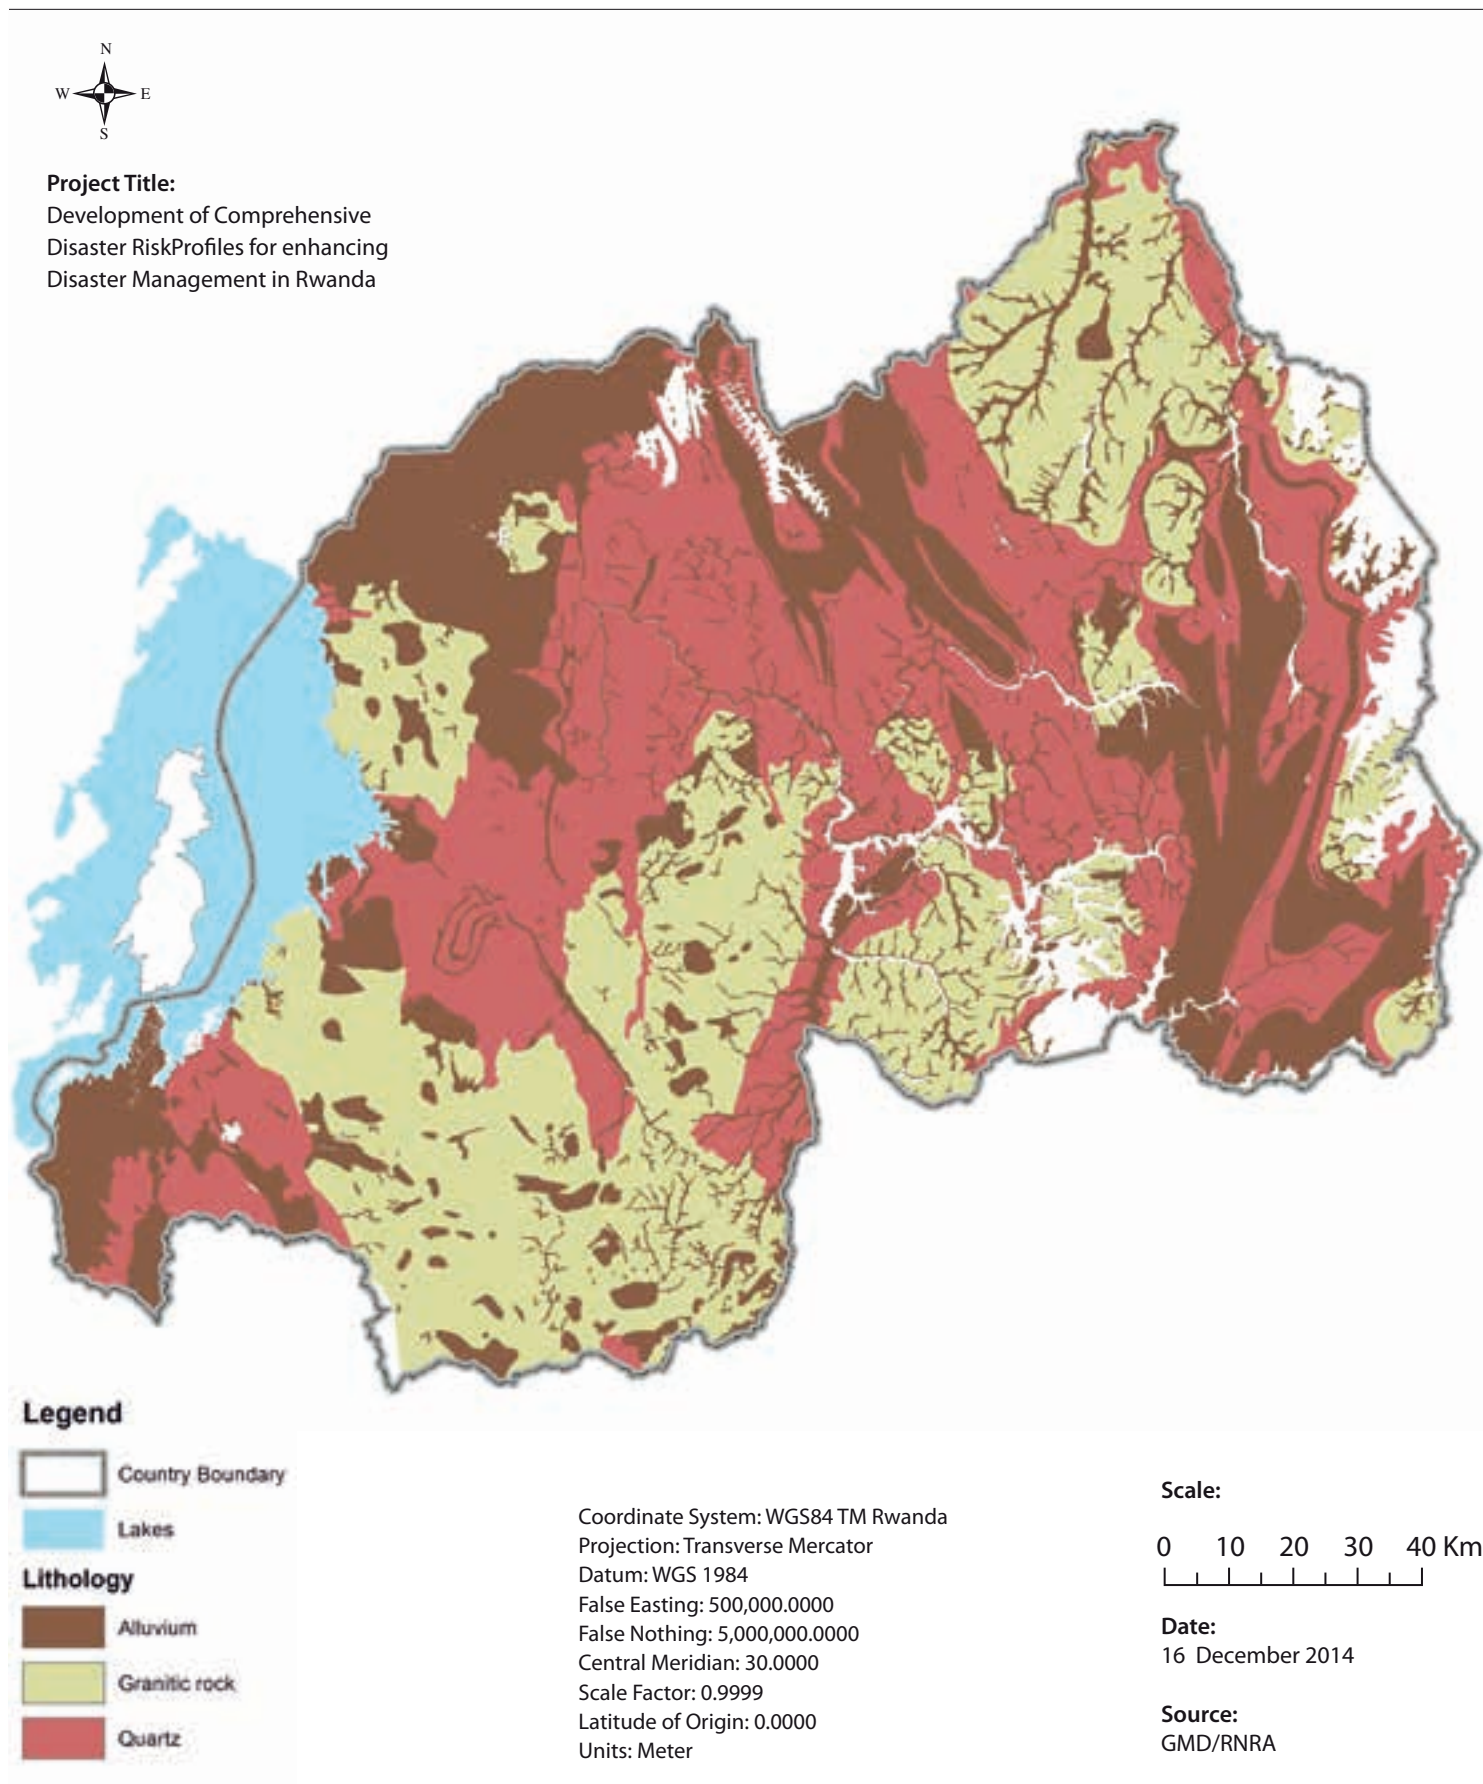 N
W E
S
Project Title:
Development of Comprehensive
Disaster RiskProfiles for enhancing
Disaster Management in Rwanda
Legend
Country Boundary
Lakes
Lithology
Alluvium
Granitic rock
Quartz
Coordinate System: WGS84 TM Rwanda
Projection: Transverse Mercator
Datum: WGS 1984
False Easting: 500,000.0000
False Nothing: 5,000,000.0000
Central Meridian: 30.0000
Scale Factor: 0.9999
Latitude of Origin: 0.0000
Units: Meter
Scale:
0 10 20 30 40 Km
Date:
16 December 2014
Source:
GMD/RNRA